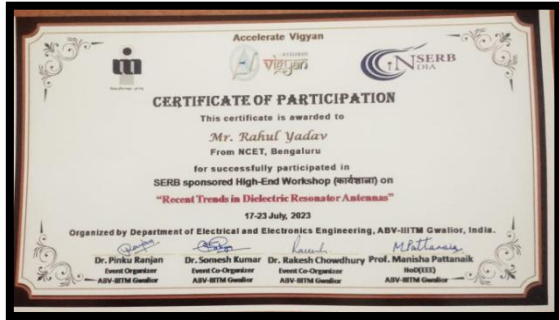 Accelerate Vigyan
SERB
INDIA
CERTIFICATE OF PARTICIPATION
This certificate is awarded to
Mr. Rahul Yadav
From NCET, Bengaluru
for successfully participated in
SERB sponsored High-End Workshop (कार्यशाला) on
"Recent Trends in Dielectric Resonator Antennas"
17-23 July, 2023
Organized by Department of Electrical and Electronics Engineering, ABV-IIITM Gwalior, India.
M.Pattanaik
Dr. Pinku Ranjan Dr. Somesh Kumar Dr. Rakesh Chowdhury Prof. Manisha Pattanaik
Event Organizer Event Co-Organizer Event Co-Organizer HoD(EEE)
ABV-IIITM Gwalior ABV-IIITM Gwalior ABV-IIITM Gwalior ABV-IIITM Gwalior